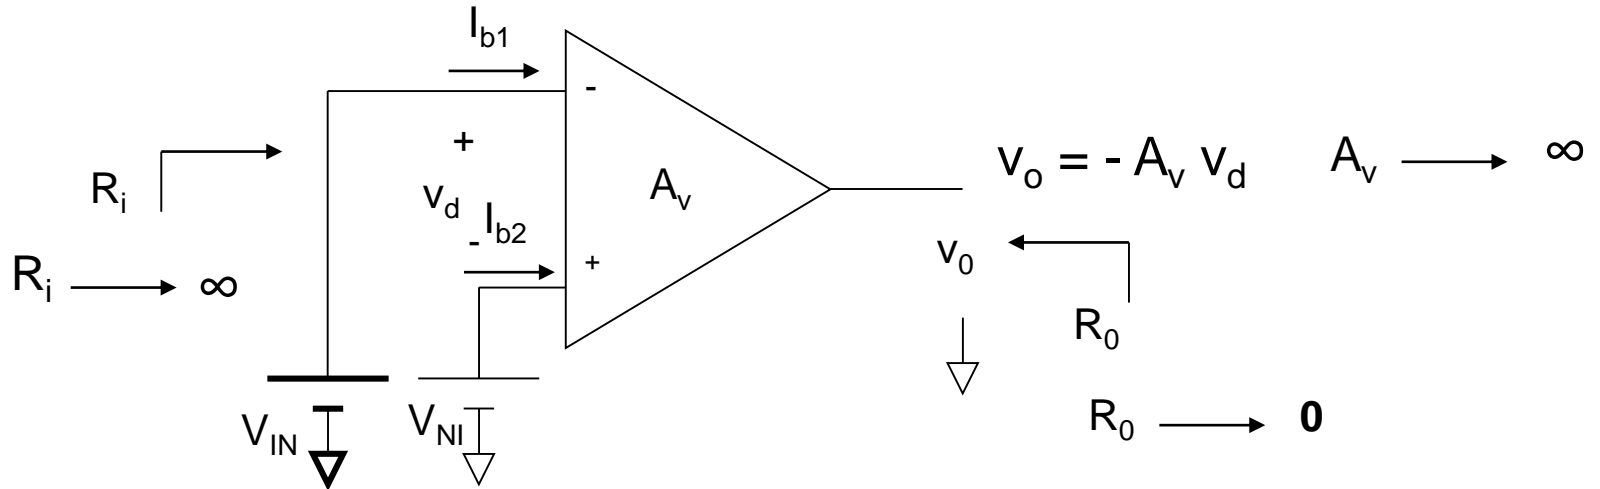 I_b1
-
+
v_d
-
I_b2
+
A_v
R_i
R_i → ∞
V_IN
V_NI
v_o = - A_v v_d
A_v → ∞
v_0
R_0
R_0 → 0